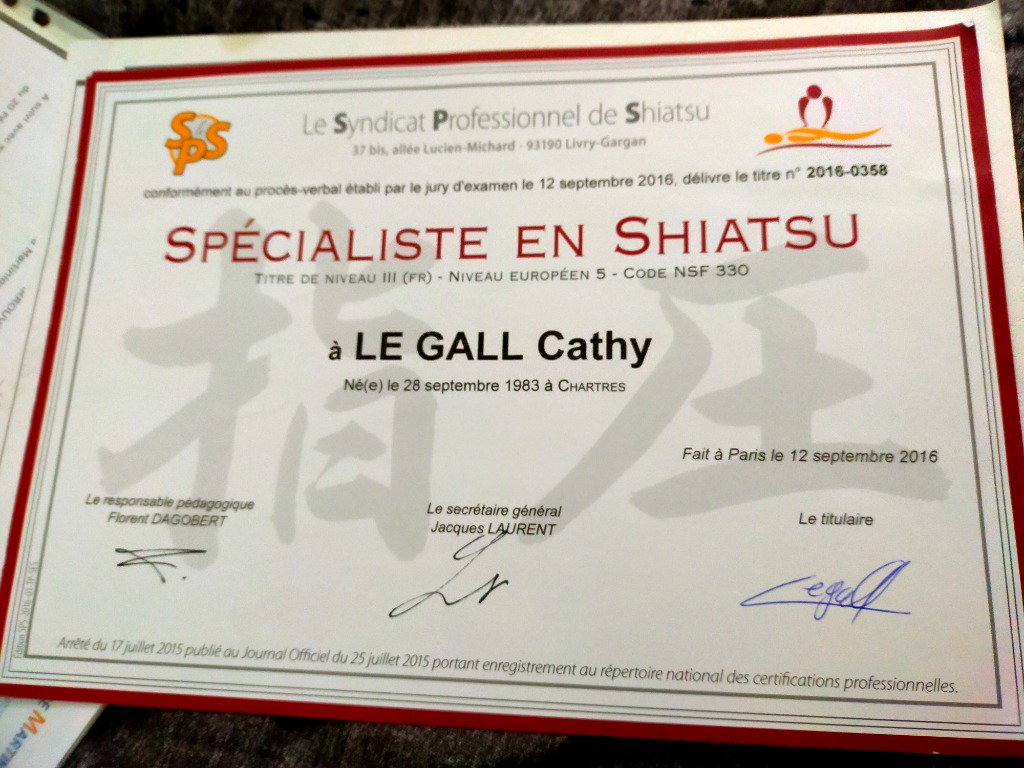 SPS
Le Syndicat Professionnel de Shiatsu
37 bis, allée Lucien-Michard - 93190 Livry-Gargan
conformément au procès-verbal établi par le jury d'examen le 12 septembre 2016, délivre le titre n° 2016-0358
SPÉCIALISTE EN SHIATSU
TITRE DE NIVEAU III (FR) - NIVEAU EUROPÉEN 5 - CODE NSF 330
指圧
à LE GALL Cathy
Né(e) le 28 septembre 1983 à CHARTRES
Fait à Paris le 12 septembre 2016
Le responsable pédagogique
Florent DAGOBERT
Le secrétaire général
Jacques LAURENT
Le titulaire
Legall
Arrêté du 17 juillet 2015 publié au Journal Officiel du 25 juillet 2015 portant enregistrement au répertoire national des certifications professionnelles.